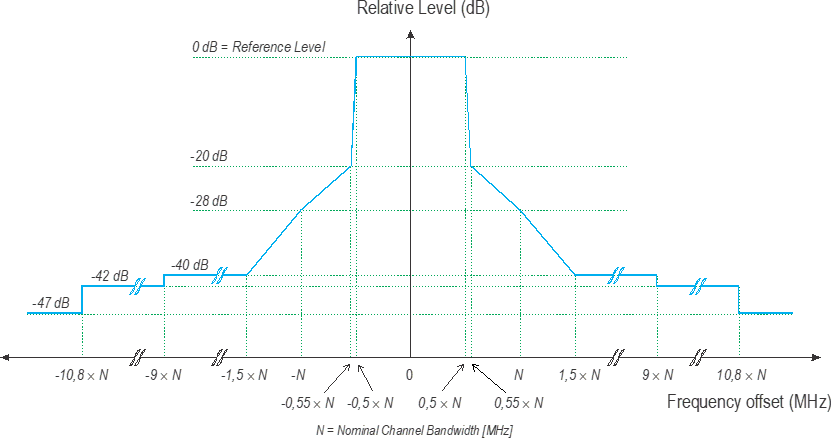 Relative Level (dB)
0 dB = Reference Level
-20 dB
-28 dB
-40 dB
-42 dB
-47 dB
-10,8 × N
-9 × N
-1,5 × N
-N
0
N
1,5 × N
9 × N
10,8 × N
-0,55 × N
-0,5 × N
0,5 × N
0,55 × N
Frequency offset (MHz)
N = Nominal Channel Bandwidth [MHz]